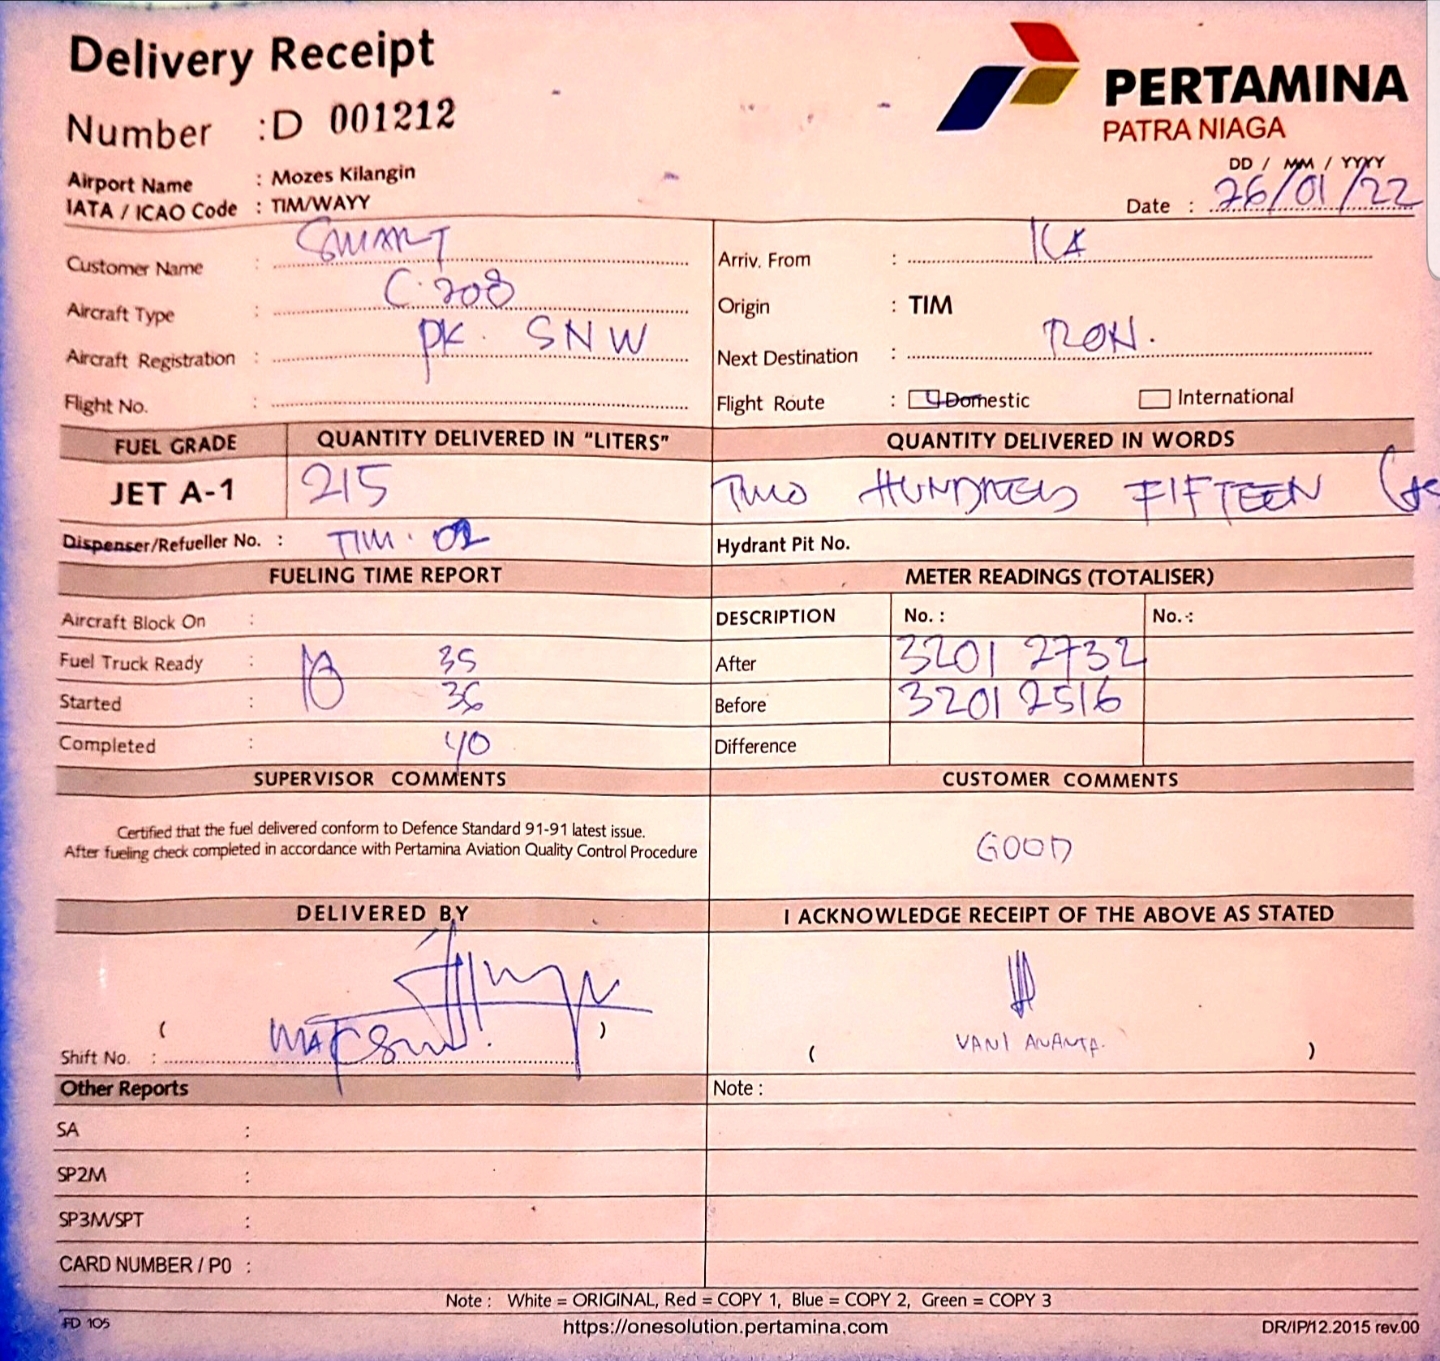 Delivery Receipt
PERTAMINA
PATRA NIAGA
Number : D 001212
Airport Name : Mozes Kilangin
IATA / ICAO Code : TIM/WAYY
DD / MM / YYYY
Date : 26/01/22
Customer Name : SMART
Arriv. From :
Aircraft Type : C.208
Origin : TIM
Aircraft Registration : PK. SNW
Next Destination : RON.
Flight No. :
Flight Route : Domestic International
FUEL GRADE QUANTITY DELIVERED IN "LITERS" QUANTITY DELIVERED IN WORDS
JET A-1 215 TWO HUNDRED FIFTEEN
Dispenser/Refueller No. : TIM. 02 Hydrant Pit No.
FUELING TIME REPORT METER READINGS (TOTALISER)
Aircraft Block On : DESCRIPTION No. : No. :
Fuel Truck Ready : 35 After 3201 2732
Started : 36 Before 3201 2516
Completed : 40 Difference
SUPERVISOR COMMENTS CUSTOMER COMMENTS
Certified that the fuel delivered conform to Defence Standard 91-91 latest issue.
After fueling check completed in accordance with Pertamina Aviation Quality Control Procedure
GOOD
DELIVERED BY I ACKNOWLEDGE RECEIPT OF THE ABOVE AS STATED
( )
Shift No. :
( VANI ANANTA. )
Other Reports Note :
SA :
SP2M :
SP3M/SPT :
CARD NUMBER / P0 :
Note : White = ORIGINAL, Red = COPY 1, Blue = COPY 2, Green = COPY 3
FD 105 https://onesolution.pertamina.com DR/IP/12.2015 rev.00